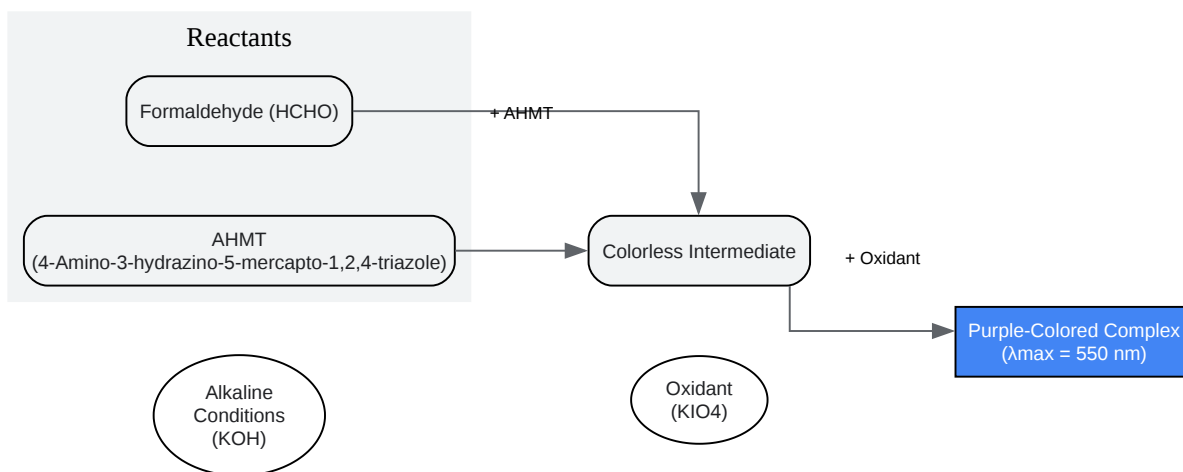 Reactants
Formaldehyde (HCHO)
+ AHMT
AHMT
(4-Amino-3-hydrazino-5-mercapto-1,2,4-triazole)
Colorless Intermediate
+ Oxidant
Purple-Colored Complex
(λmax = 550 nm)
Alkaline
Conditions
(KOH)
Oxidant
(KIO4)